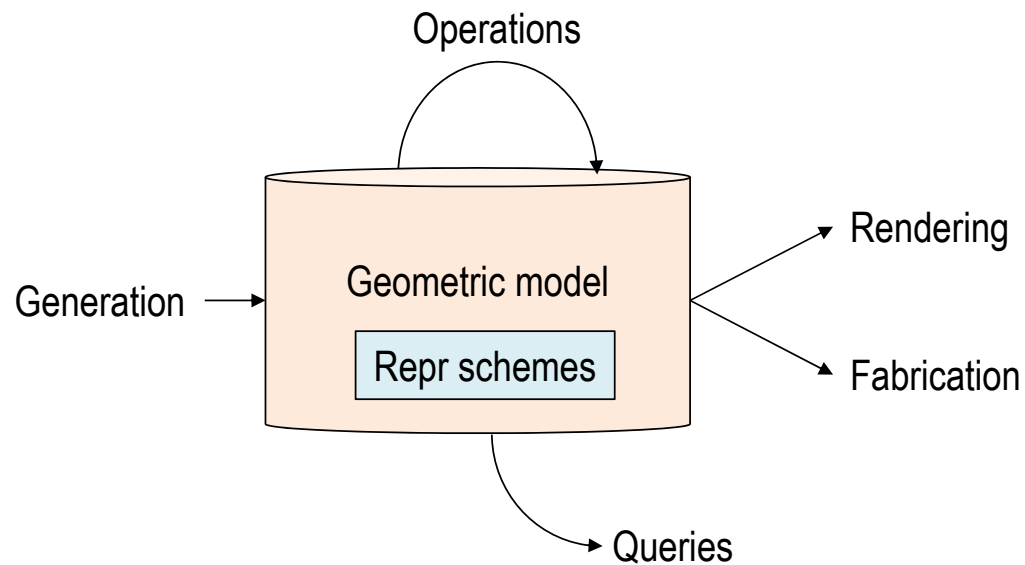 Operations
Rendering
Geometric model
Generation
Repr schemes
Fabrication
Queries